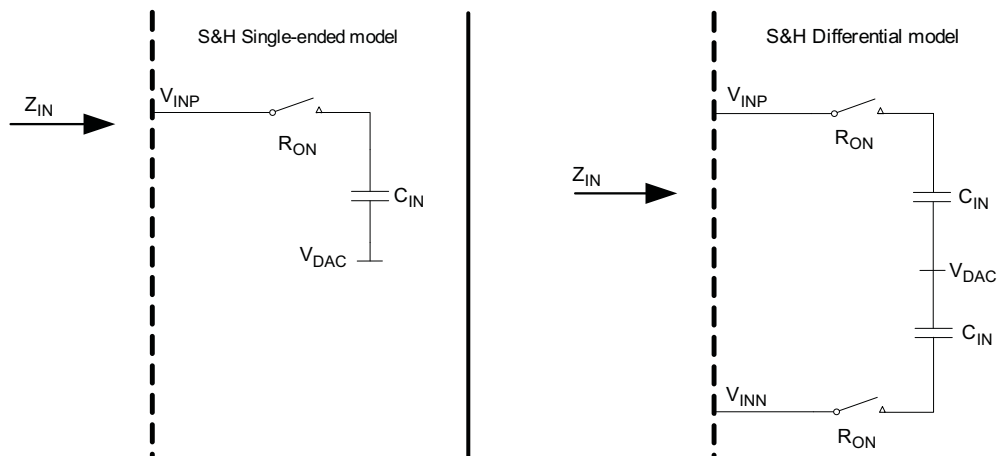 S&H Single-ended model
Z_IN
V_INP
R_ON
C_IN
V_DAC
S&H Differential model
Z_IN
V_INP
R_ON
C_IN
V_DAC
C_IN
V_INN
R_ON